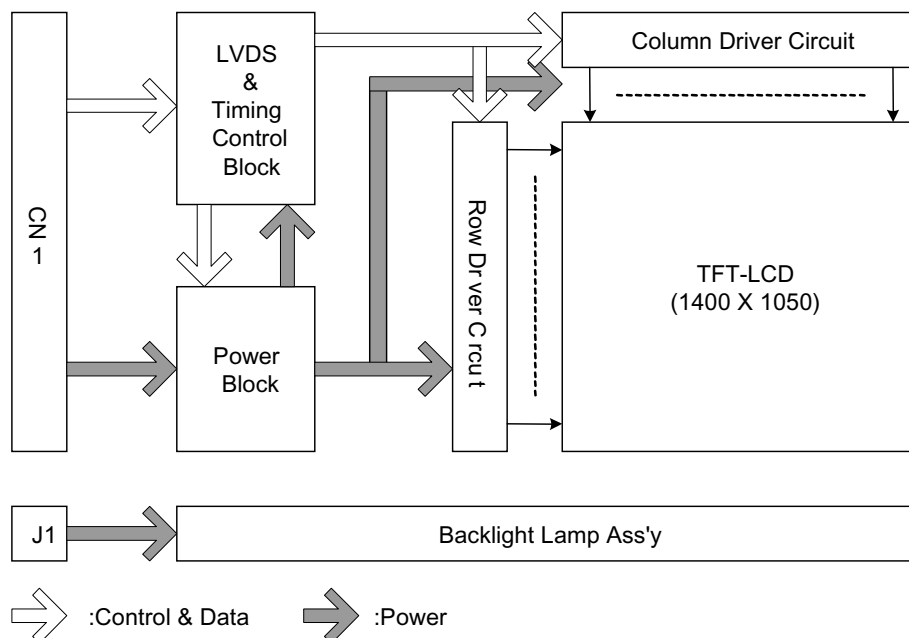 CN 1
LVDS
&
Timing
Control
Block
Power
Block
Column Driver Circuit
Row Dr ver C rcu t
TFT-LCD
(1400 X 1050)
J1
Backlight Lamp Ass'y
:Control & Data
:Power